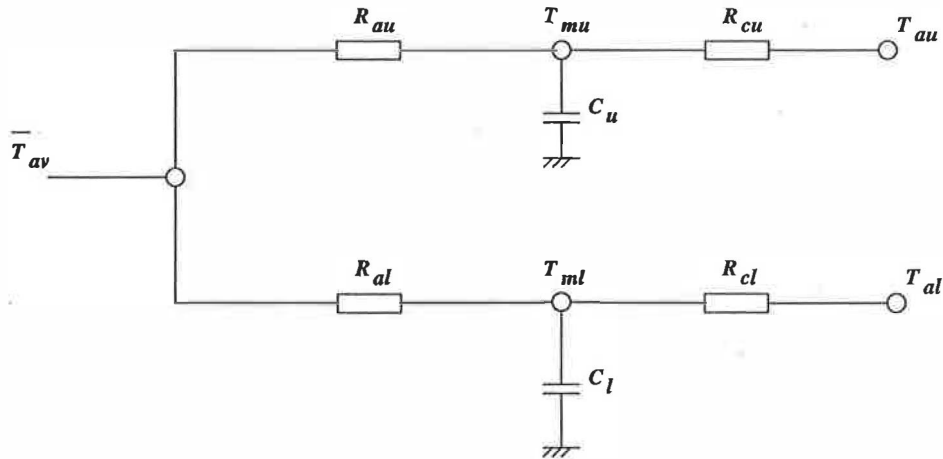 R_au
T_mu
R_cu
T_au
C_u
T̅_av
R_al
T_ml
R_cl
T_al
C_l